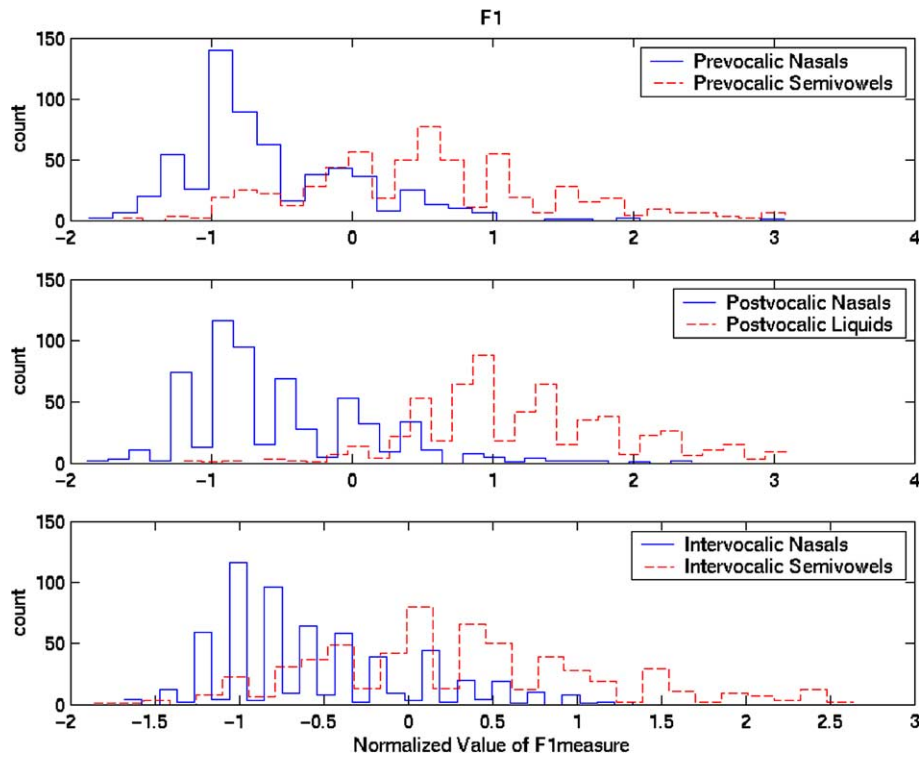 F1
150
100
50
0
count
Prevocalic Nasals
Prevocalic Semivowels
−2 −1 0 1 2 3 4
150
100
50
0
count
Postvocalic Nasals
Postvocalic Liquids
−2 −1 0 1 2 3 4
150
100
50
0
count
Intervocalic Nasals
Intervocalic Semivowels
−2 −1.5 −1 −0.5 0 0.5 1 1.5 2 2.5 3
Normalized Value of F1measure